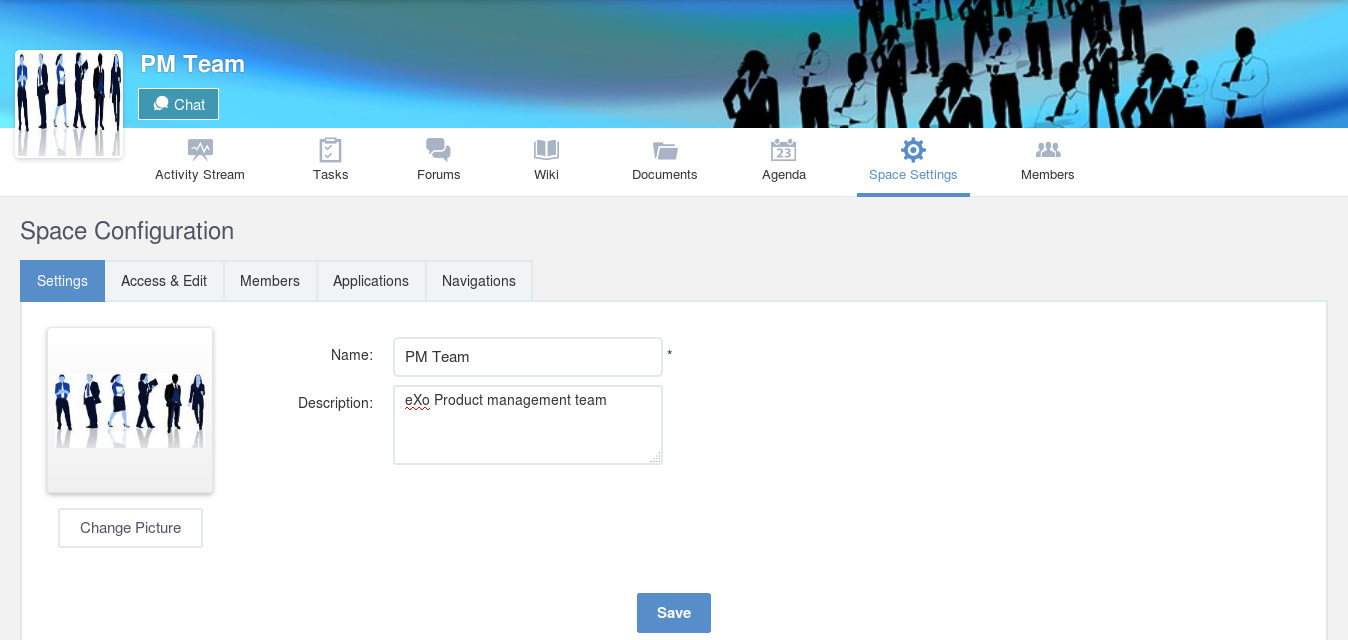 PM Team
Chat
Activity Stream
Tasks
Forums
Wiki
Documents
23
Agenda
Space Settings
Members
Space Configuration
Settings
Access & Edit
Members
Applications
Navigations
Name:
PM Team
*
Description:
eXo Product management team
Change Picture
Save